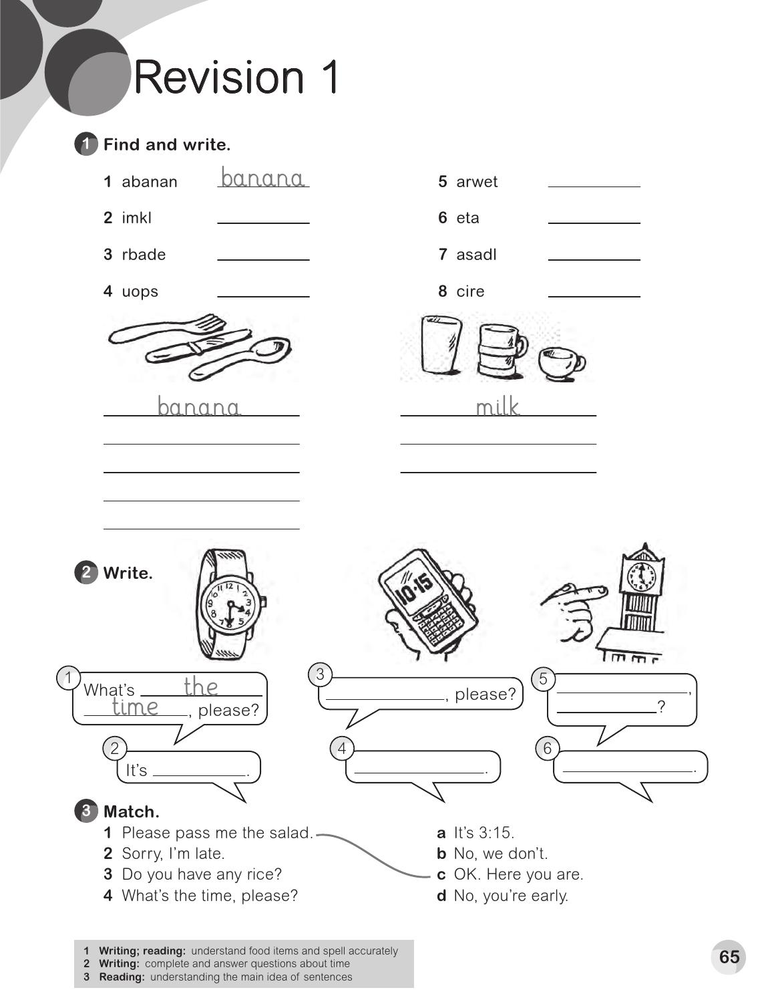 Revision 1
1 Find and write.
1 abanan banana
2 imkl
3 rbade
4 uops
5 arwet
6 eta
7 asadl
8 cire
banana
milk
2 Write.
10:15
1
What's the
time, please?
2
It's .
3
, please?
4
.
5
,
?
6
.
3 Match.
1 Please pass me the salad.
2 Sorry, I'm late.
3 Do you have any rice?
4 What's the time, please?
a It's 3:15.
b No, we don't.
c OK. Here you are.
d No, you're early.
1 Writing; reading: understand food items and spell accurately
2 Writing: complete and answer questions about time
3 Reading: understanding the main idea of sentences
65